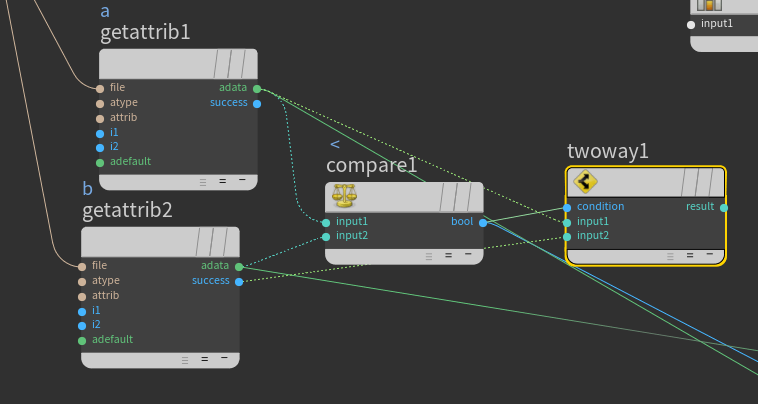 a
getattrib1
file
adata
atype
success
attrib
i1
i2
adefault
b
getattrib2
file
adata
atype
success
attrib
i1
i2
adefault
<
compare1
input1
bool
input2
twoway1
condition
result
input1
input2
input1